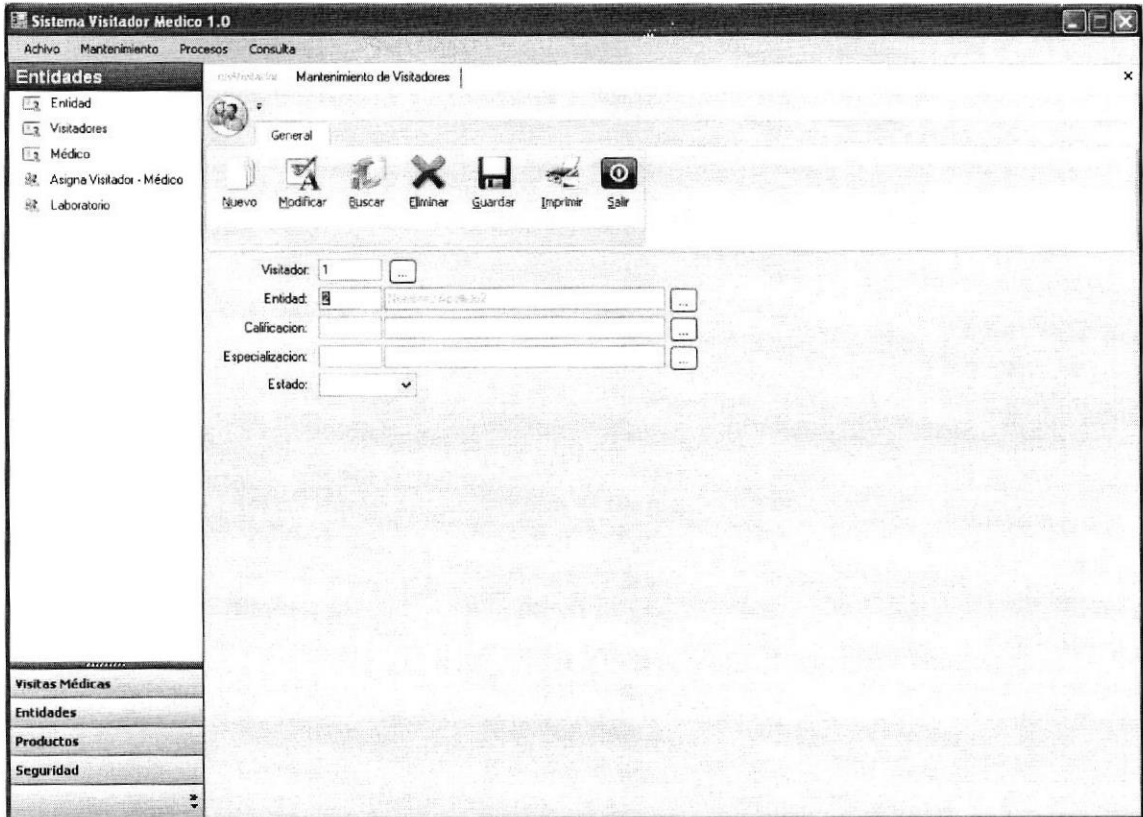 Sistema Visitador Medico 1.0
Achivo Mantenimiento Procesos Consulta
Entidades
Entidad
Visitadores
Médico
Asigna Visitador - Médico
Laboratorio
Mantenimiento de Visitadores
General
Nuevo Modificar Buscar Eliminar Guardar Imprimir Salir
Visitador: 1 ...
Entidad: 2 ...
Calificacion: ...
Especializacion: ...
Estado:
Visitas Médicas
Entidades
Productos
Seguridad